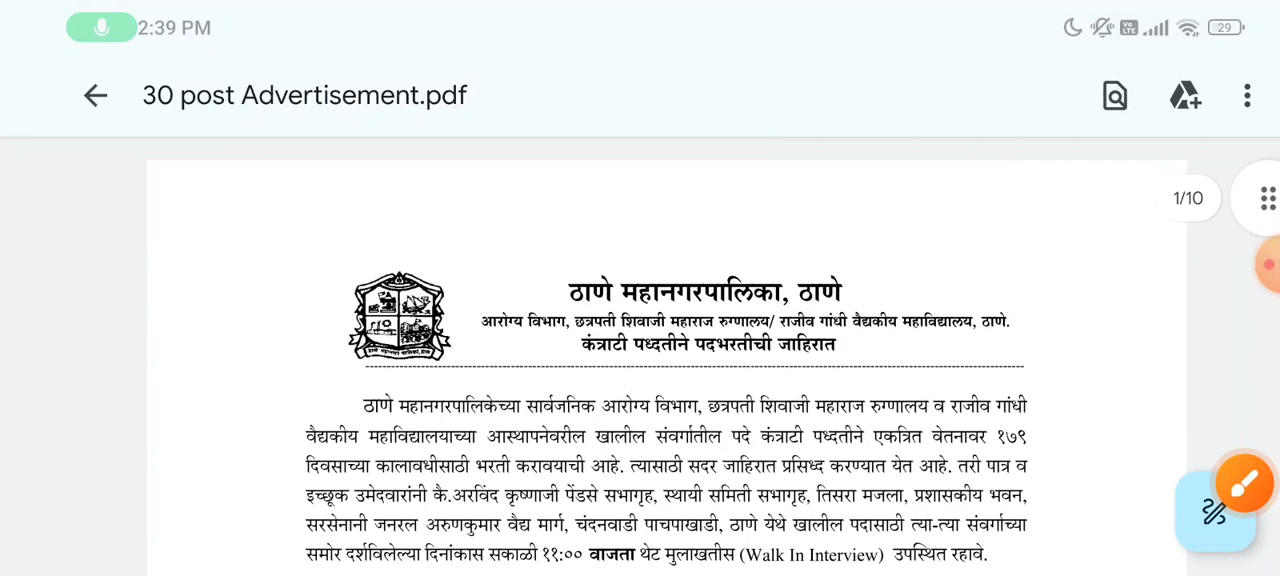 2:39 PM
29
30 post Advertisement.pdf
1/10
ठाणे महानगरपालिका, ठाणे
आरोग्य विभाग, छत्रपती शिवाजी महाराज रुग्णालय/ राजीव गांधी वैद्यकीय महाविद्यालय, ठाणे.
कंत्राटी पध्दतीने पदभरतीची जाहिरात
ठाणे महानगरपालिकेच्या सार्वजनिक आरोग्य विभाग, छत्रपती शिवाजी महाराज रुग्णालय व राजीव गांधी
वैद्यकीय महाविद्यालयाच्या आस्थापनेवरील खालील संवर्गातील पदे कंत्राटी पध्दतीने एकत्रित वेतनावर १७९
दिवसाच्या कालावधीसाठी भरती करावयाची आहे. त्यासाठी सदर जाहिरात प्रसिध्द करण्यात येत आहे. तरी पात्र व
इच्छूक उमेदवारांनी कै.अरविंद कृष्णाजी पेंडसे सभागृह, स्थायी समिती सभागृह, तिसरा मजला, प्रशासकीय भवन,
सरसेनानी जनरल अरुणकुमार वैद्य मार्ग, चंदनवाडी पाचपाखाडी, ठाणे येथे खालील पदासाठी त्या-त्या संवर्गाच्या
समोर दर्शविलेल्या दिनांकास सकाळी ११:०० वाजता थेट मुलाखतीस (Walk In Interview) उपस्थित रहावे.